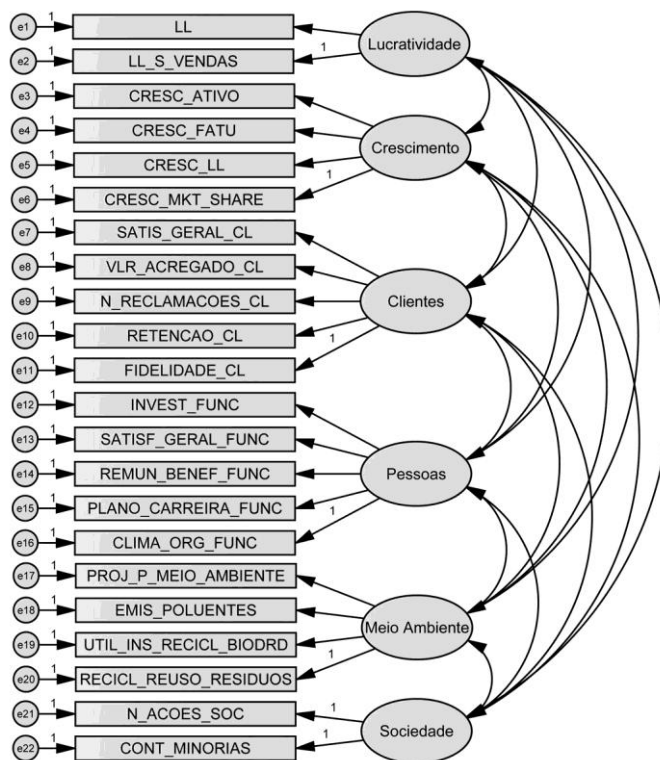 e1 1 LL Lucratividade
e2 1 LL_S_VENDAS 1
e3 1 CRESC_ATIVO
e4 1 CRESC_FATU Crescimento
e5 1 CRESC_LL
e6 1 CRESC_MKT_SHARE 1
e7 1 SATIS_GERAL_CL
e8 1 VLR_ACREGADO_CL
e9 1 N_RECLAMACOES_CL Clientes
e10 1 RETENCAO_CL
e11 1 FIDELIDADE_CL 1
e12 1 INVEST_FUNC
e13 1 SATISF_GERAL_FUNC
e14 1 REMUN_BENEF_FUNC Pessoas
e15 1 PLANO_CARREIRA_FUNC
e16 1 CLIMA_ORG_FUNC 1
e17 1 PROJ_P_MEIO_AMBIENTE
e18 1 EMIS_POLUENTES Meio Ambiente
e19 1 UTIL_INS_RECICL_BIODRD
e20 1 RECICL_REUSO_RESIDUOS 1
e21 1 N_ACOES_SOC 1 Sociedade
e22 1 CONT_MINORIAS 1